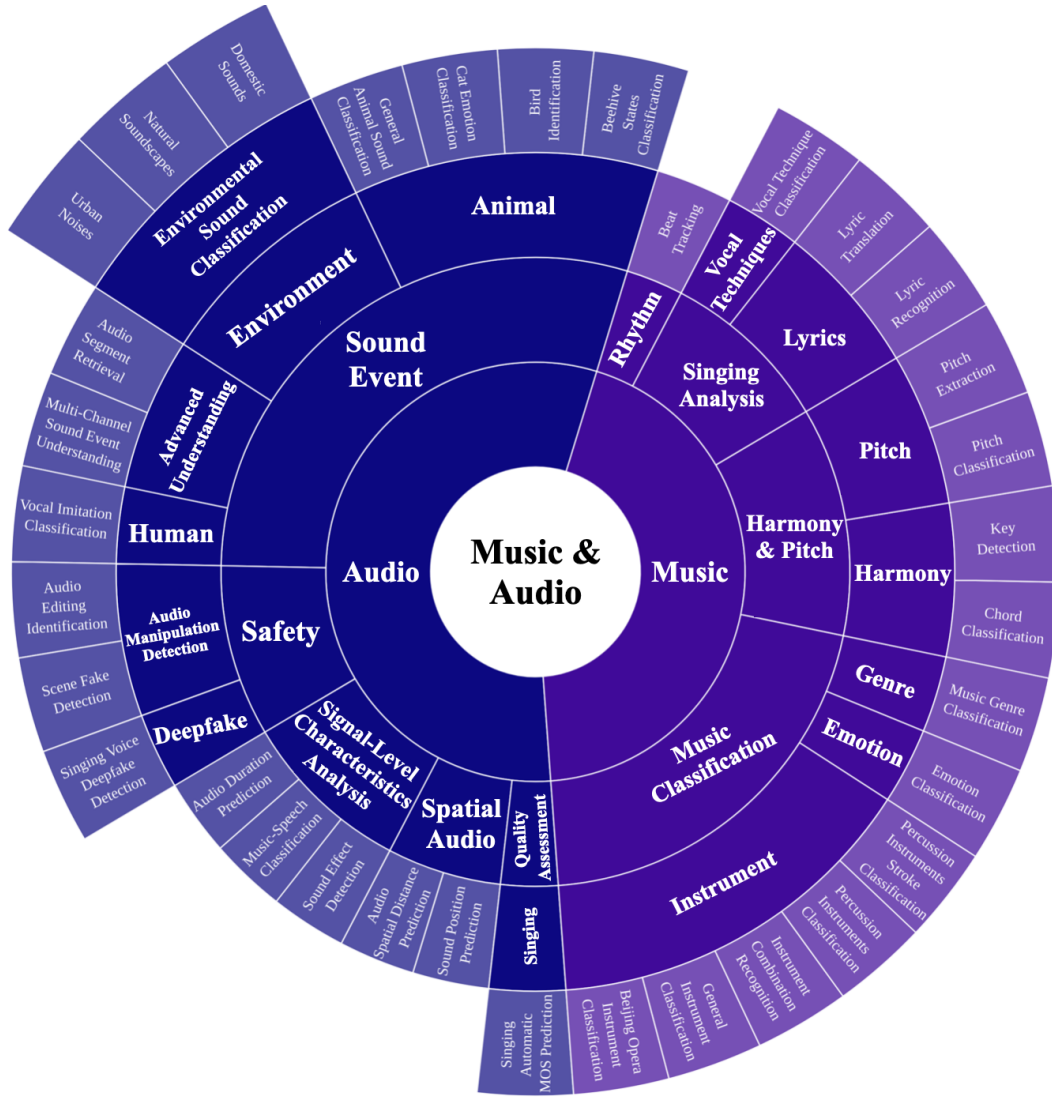 Music &
Audio
Audio
Sound
Event
Animal
General
Animal Sound
Classification
Cat Emotion
Classification
Bird
Identification
Beehive
States
Classification
Environment
Environmental
Sound
Classification
Domestic
Sounds
Natural
Soundscapes
Urban
Noises
Advanced
Understanding
Audio
Segment
Retrieval
Multi-Channel
Sound Event
Understanding
Human
Vocal Imitation
Classification
Safety
Audio
Manipulation
Detection
Audio
Editing
Identification
Scene Fake
Detection
Deepfake
Singing Voice
Deepfake
Detection
Signal-Level
Characteristics
Analysis
Audio Duration
Prediction
Music-Speech
Classification
Sound Effect
Detection
Spatial
Audio
Audio
Spatial Distance
Prediction
Sound Position
Prediction
Quality
Assessment
Singing
Singing
Automatic
MOS Prediction
Music
Rhythm
Beat
Tracking
Singing
Analysis
Vocal
Techniques
Vocal Technique
Classification
Lyrics
Lyric
Translation
Lyric
Recognition
Harmony
& Pitch
Pitch
Pitch
Extraction
Pitch
Classification
Harmony
Key
Detection
Chord
Classification
Music
Classification
Genre
Music Genre
Classification
Emotion
Emotion
Classification
Instrument
Percussion
Instruments
Stroke
Classification
Percussion
Instruments
Classification
Instrument
Combination
Recognition
General
Instrument
Classification
Beijing Opera
Instrument
Classification